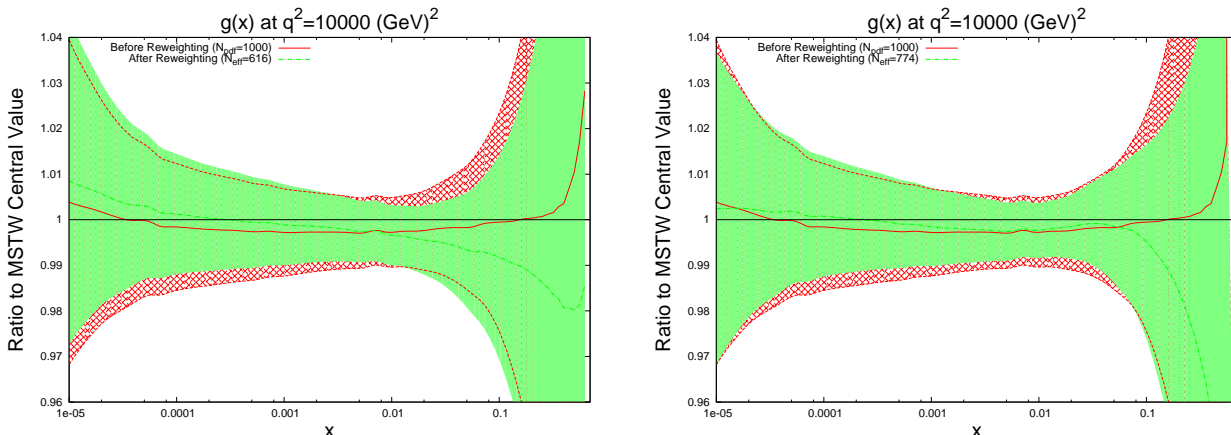 g(x) at q²=10000 (GeV)²
Before Reweighting (N_pdf=1000)
After Reweighting (N_eff=616)
Ratio to MSTW Central Value
1.04
1.03
1.02
1.01
1
0.99
0.98
0.97
0.96
1e-05 0.0001 0.001 0.01 0.1
x
g(x) at q²=10000 (GeV)²
Before Reweighting (N_pdf=1000)
After Reweighting (N_eff=774)
Ratio to MSTW Central Value
1.04
1.03
1.02
1.01
1
0.99
0.98
0.97
0.96
1e-05 0.0001 0.001 0.01 0.1
x